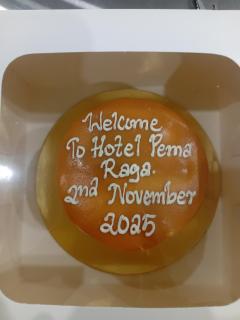 Welcome
To Hotel Pema
Raga.
2nd November
2025